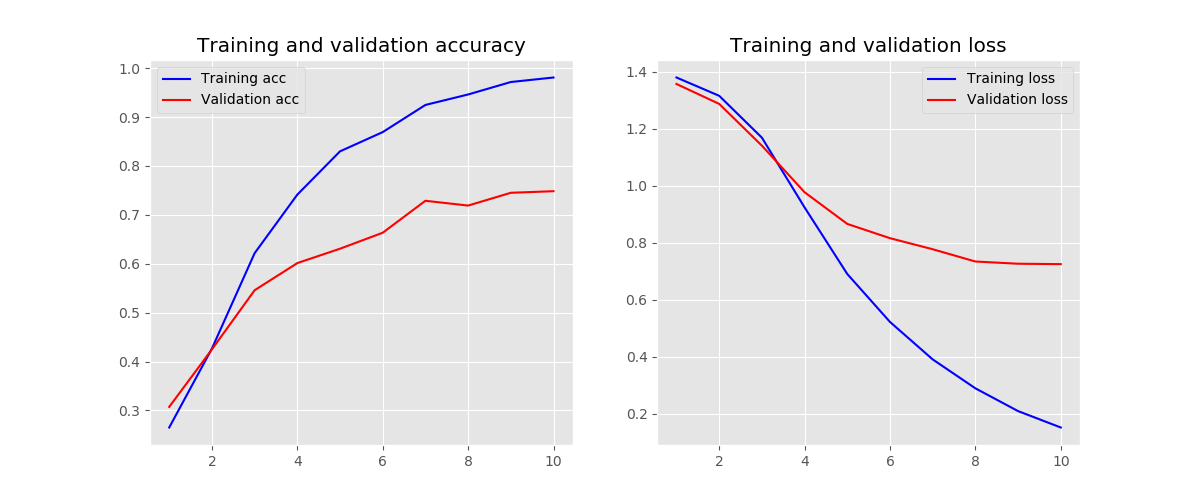 Training and validation accuracy
Training acc
Validation acc
1.0
0.9
0.8
0.7
0.6
0.5
0.4
0.3
2 4 6 8 10
Training and validation loss
Training loss
Validation loss
1.4
1.2
1.0
0.8
0.6
0.4
0.2
2 4 6 8 10